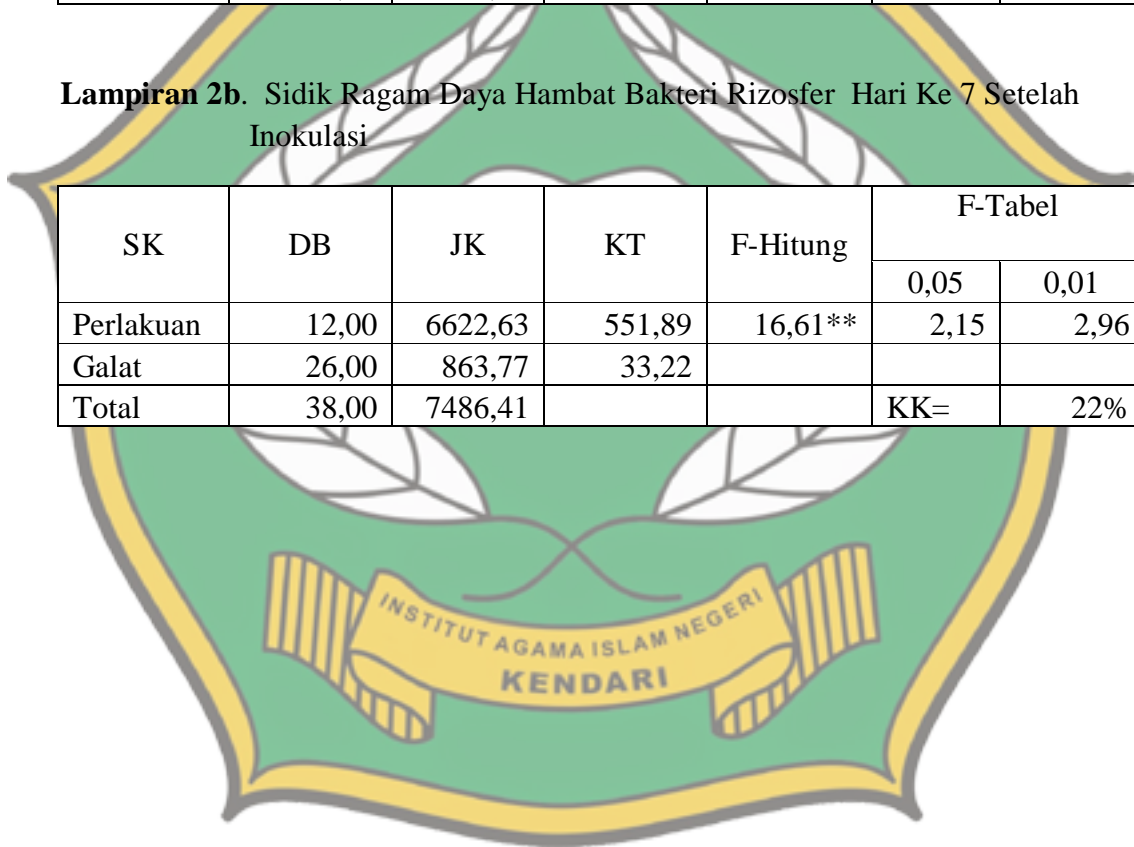 Lampiran 2b. Sidik Ragam Daya Hambat Bakteri Rizosfer Hari Ke 7 Setelah
Inokulasi
SK DB JK KT F-Hitung F-Tabel
0,05 0,01
Perlakuan 12,00 6622,63 551,89 16,61** 2,15 2,96
Galat 26,00 863,77 33,22
Total 38,00 7486,41 KK= 22%
INSTITUT AGAMA ISLAM NEGERI
KENDARI